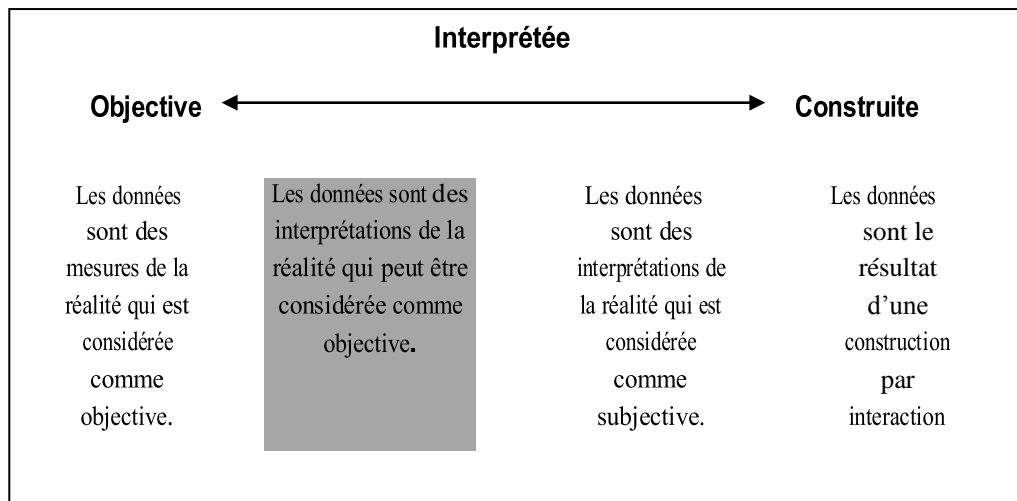 Interprétée
Objective
Construite
Les données
sont des
mesures de la
réalité qui est
considérée
comme
objective.
Les données sont des
interprétations de la
réalité qui peut être
considérée comme
objective.
Les données
sont des
interprétations de
la réalité qui est
considérée
comme
subjective.
Les données
sont le
résultat
d’une
construction
par
interaction